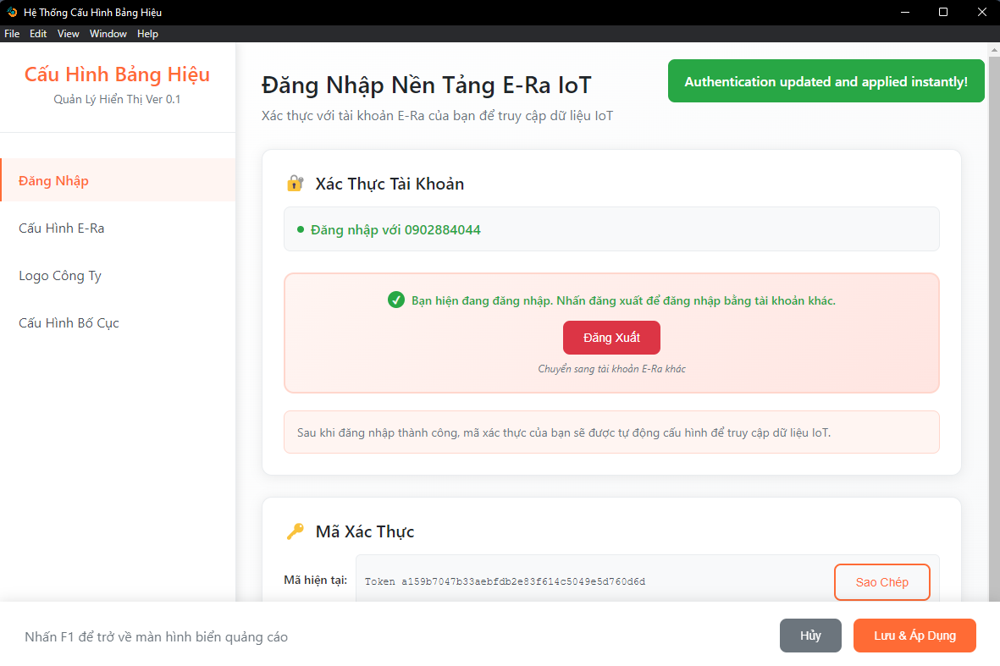 Hệ Thống Cấu Hình Bảng Hiệu
File Edit View Window Help
Cấu Hình Bảng Hiệu
Quản Lý Hiển Thị Ver 0.1
Đăng Nhập
Cấu Hình E-Ra
Logo Công Ty
Cấu Hình Bố Cục
Đăng Nhập Nền Tảng E-Ra IoT
Xác thực với tài khoản E-Ra của bạn để truy cập dữ liệu IoT
Authentication updated and applied instantly!
Xác Thực Tài Khoản
Đăng nhập với 0902884044
Bạn hiện đang đăng nhập. Nhấn đăng xuất để đăng nhập bằng tài khoản khác.
Đăng Xuất
Chuyển sang tài khoản E-Ra khác
Sau khi đăng nhập thành công, mã xác thực của bạn sẽ được tự động cấu hình để truy cập dữ liệu IoT.
Mã Xác Thực
Mã hiện tại: Token a159b7047b33aebfdb2e83f614c5049e5d760d6d Sao Chép
Nhấn F1 để trở về màn hình biển quảng cáo
Hủy
Lưu & Áp Dụng